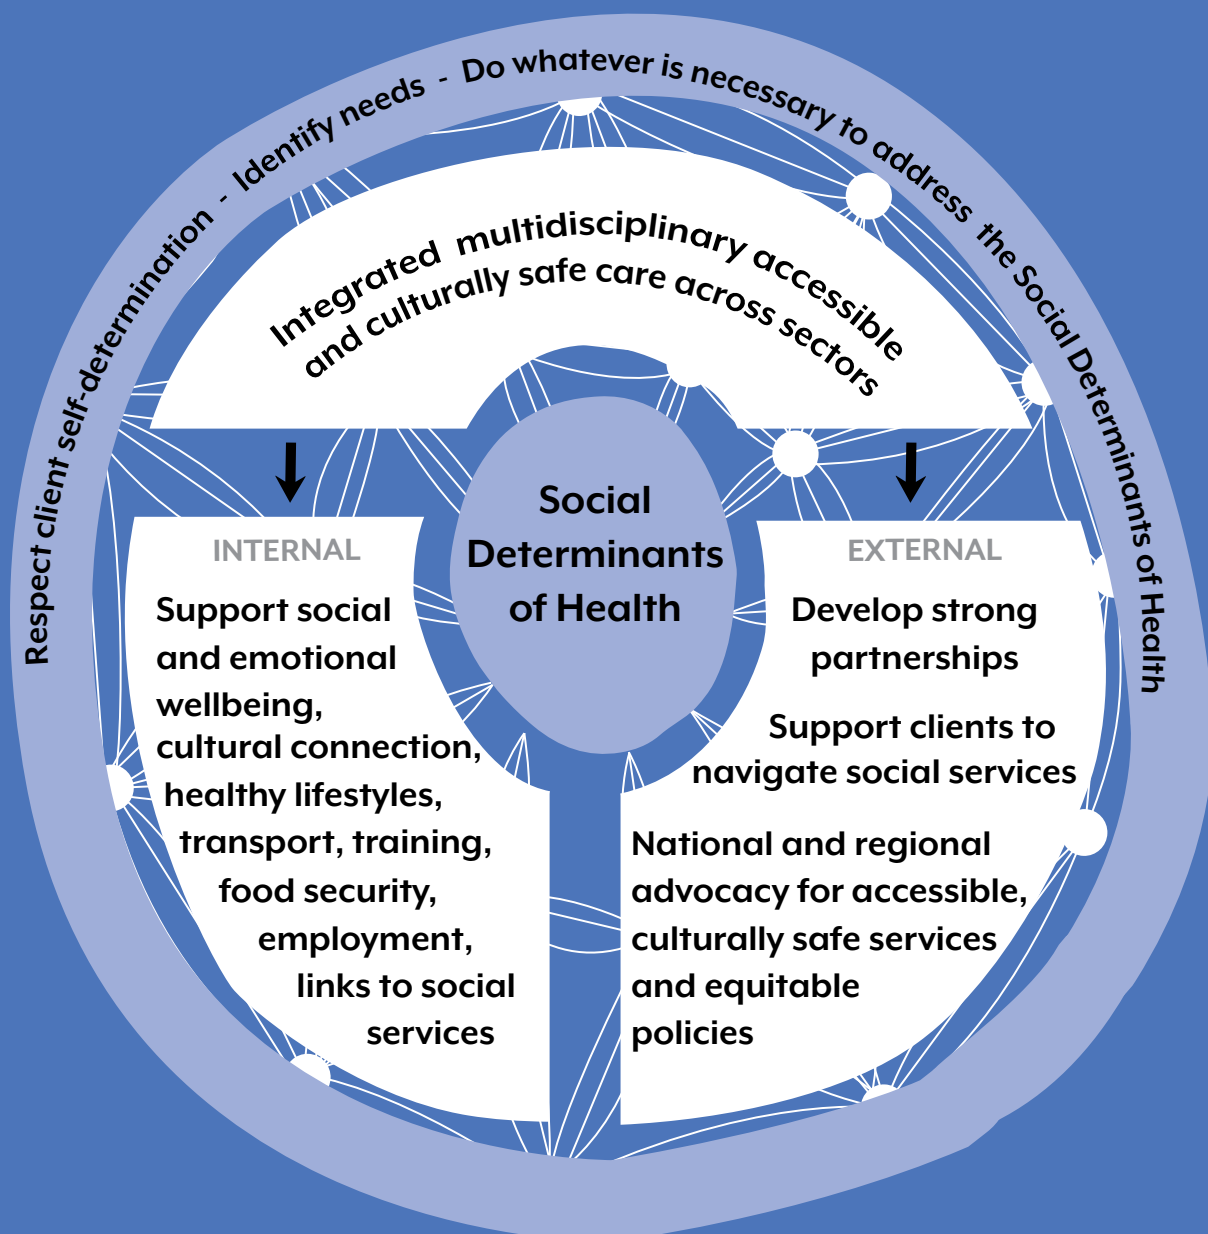 Respect client self-determination - Identify needs - Do whatever is necessary to address the Social Determinants of Health
Integrated multidisciplinary accessible
and culturally safe care across sectors
Social
Determinants
of Health
INTERNAL
Support social
and emotional
wellbeing,
cultural connection,
healthy lifestyles,
transport, training,
food security,
employment,
links to social
services
EXTERNAL
Develop strong
partnerships
Support clients to
navigate social services
National and regional
advocacy for accessible,
culturally safe services
and equitable
policies